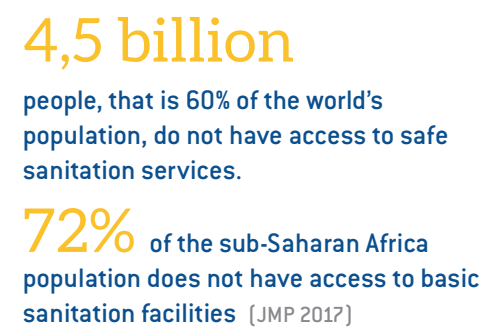 4,5 billion
people, that is 60% of the world's
population, do not have access to safe
sanitation services.
72% of the sub-Saharan Africa
population does not have access to basic
sanitation facilities (JMP 2017)